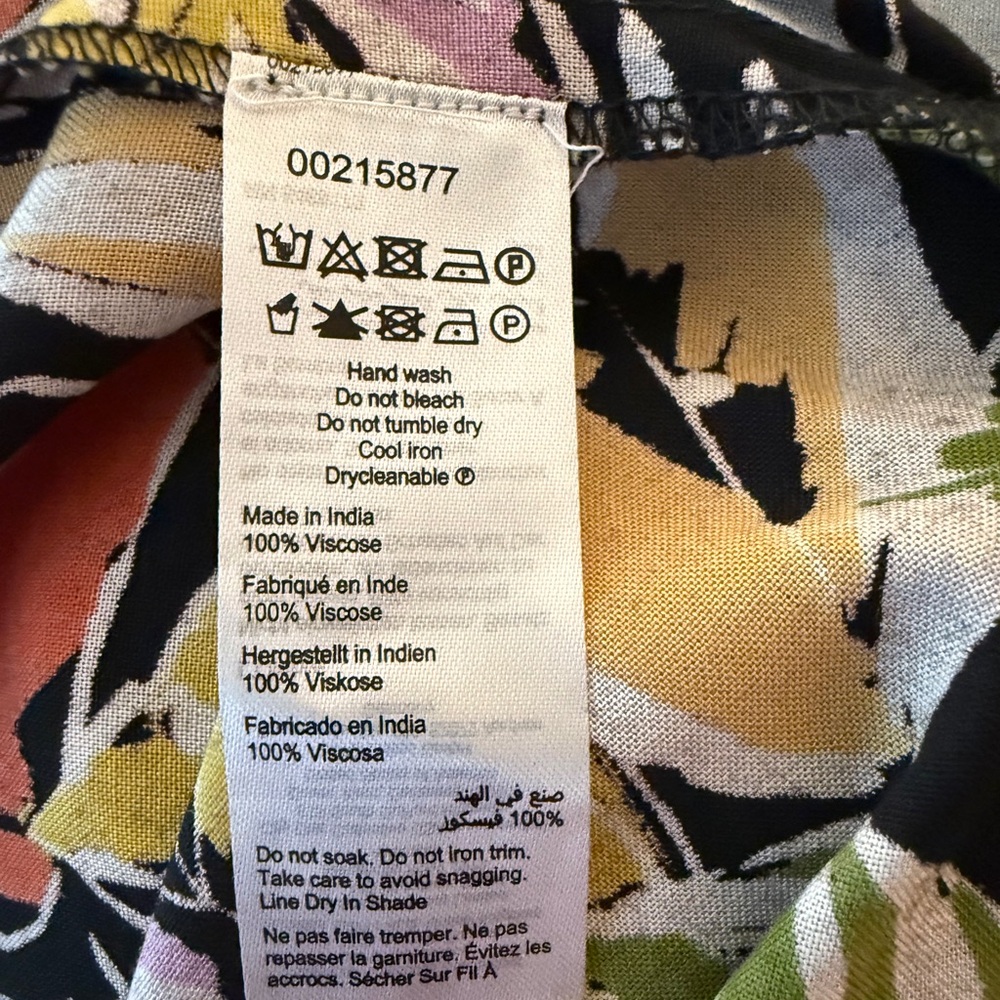 00215877
Hand wash
Do not bleach
Do not tumble dry
Cool iron
Drycleanable Ⓟ
Made in India
100% Viscose
Fabriqué en Inde
100% Viscose
Hergestellt in Indien
100% Viskose
Fabricado en India
100% Viscosa
صنع في الهند
100% فيسكوز
Do not soak, Do not iron trim.
Take care to avoid snagging.
Line Dry In Shade
Ne pas faire tremper. Ne pas
repasser la garniture. Évitez les
accrocs. Sécher Sur Fil À